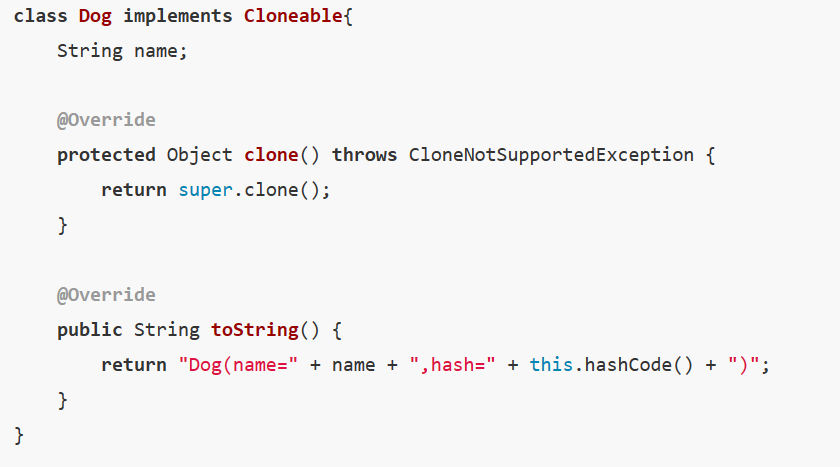 class Dog implements Cloneable{
    String name;

    @Override
    protected Object clone() throws CloneNotSupportedException {
        return super.clone();
    }

    @Override
    public String toString() {
        return "Dog(name=" + name + ",hash=" + this.hashCode() + ")";
    }
}